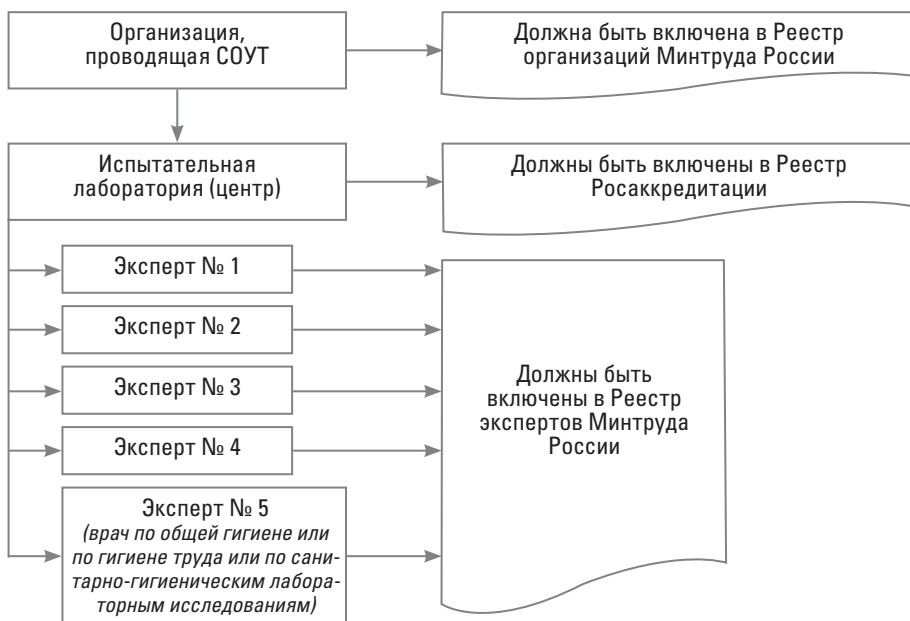 Организация,
проводящая СОУТ
Должна быть включена в Реестр
организаций Минтруда России
Испытательная
лаборатория (центр)
Должны быть включены в Реестр
Росаккредитации
Эксперт № 1
Эксперт № 2
Эксперт № 3
Эксперт № 4
Эксперт № 5
(врач по общей гигиене или
по гигиене труда или по сани-
тарно-гигиеническим лабора-
торным исследованиям)
Должны быть
включены в Реестр
экспертов Минтруда
России